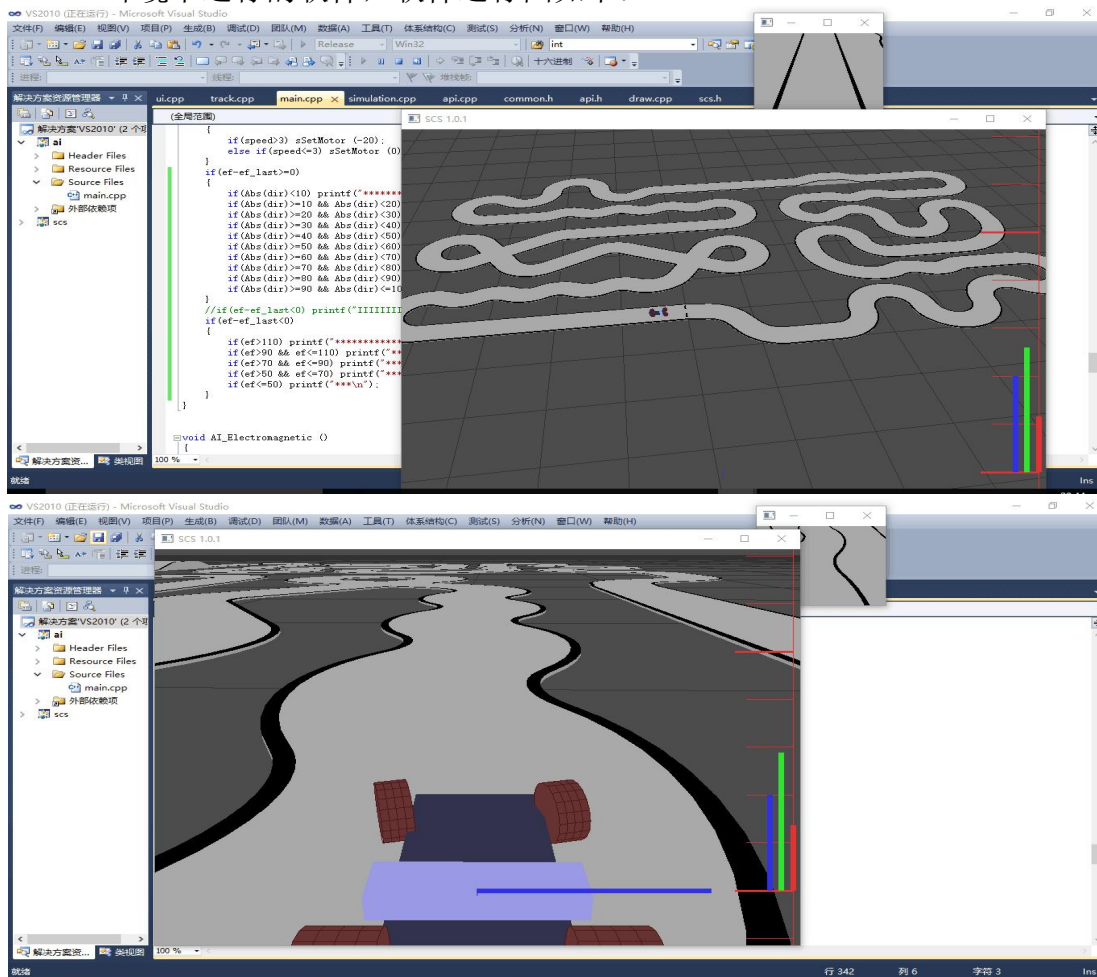 VS2010 (正在运行) - Microsoft Visual Studio
文件(F) 编辑(E) 视图(V) 项目(P) 生成(B) 调试(D) 团队(M) 数据(A) 工具(T) 体系结构(C) 测试(S) 分析(N) 窗口(W) 帮助(H)
Release Win32 int
十六进制
进程: 线程: 堆栈帧:
解决方案资源管理器
ui.cpp track.cpp main.cpp simulation.cpp api.cpp common.h api.h draw.cpp scs.h
(全局范围)
SCS 1.0.1
解决方案'VS2010' (2 个项
ai
Header Files
Resource Files
Source Files
main.cpp
外部依赖项
scs
{
if(speed>3) sSetMotor (-20);
else if(speed<=3) sSetMotor (0)
}
if(ef-ef_last>=0)
{
if(Abs(dir)<10) printf("*******
if(Abs(dir)>=10 && Abs(dir)<20)
if(Abs(dir)>=20 && Abs(dir)<30)
if(Abs(dir)>=30 && Abs(dir)<40)
if(Abs(dir)>=40 && Abs(dir)<50)
if(Abs(dir)>=50 && Abs(dir)<60)
if(Abs(dir)>=60 && Abs(dir)<70)
if(Abs(dir)>=70 && Abs(dir)<80)
if(Abs(dir)>=80 && Abs(dir)<90)
if(Abs(dir)>=90 && Abs(dir)<=10
}
//if(ef-ef_last<0) printf("IIIIIII
if(ef-ef_last<0)
{
if(ef>110) printf("************
if(ef>90 && ef<=110) printf("**
if(ef>70 && ef<=90) printf("***
if(ef>50 && ef<=70) printf("***
if(ef<=50) printf("***\n");
}
}
void AI_Electromagnetic ()
{
解决方案资... 类视图
100 %
就绪
Ins
VS2010 (正在运行) - Microsoft Visual Studio
文件(F) 编辑(E) 视图(V) 项目(P) 生成(B) 调试(D) 团队(M) 数据(A) 工具(T) 体系结构(C) 测试(S) 分析(N) 窗口(W) 帮助(H)
SCS 1.0.1
进程:
解决方案资源管理器
解决方案'VS2010' (2 个项
ai
Header Files
Resource Files
Source Files
main.cpp
外部依赖项
scs
解决方案资... 类视图
100 %
就绪
行 342 列 6 字符 3 Ins